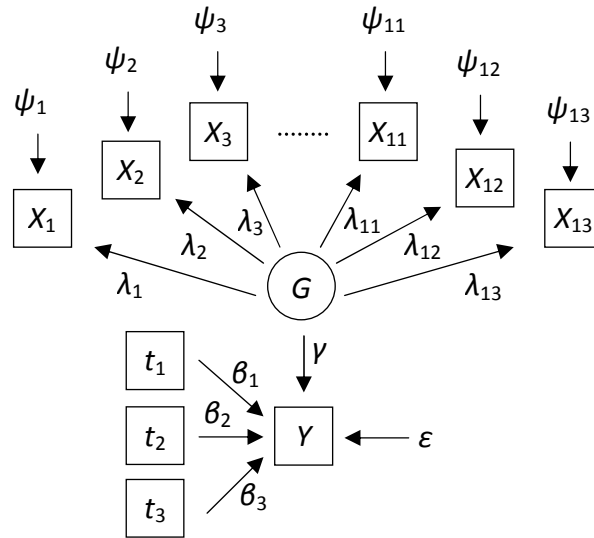 ψ3 ψ11
ψ2 ψ12
ψ1 ψ13
X3 ........ X11
X2 X12
X1 X13
λ3 λ11
λ2 λ12
λ1 G λ13
t1 β1 γ
t2 β2 Y ε
t3 β3